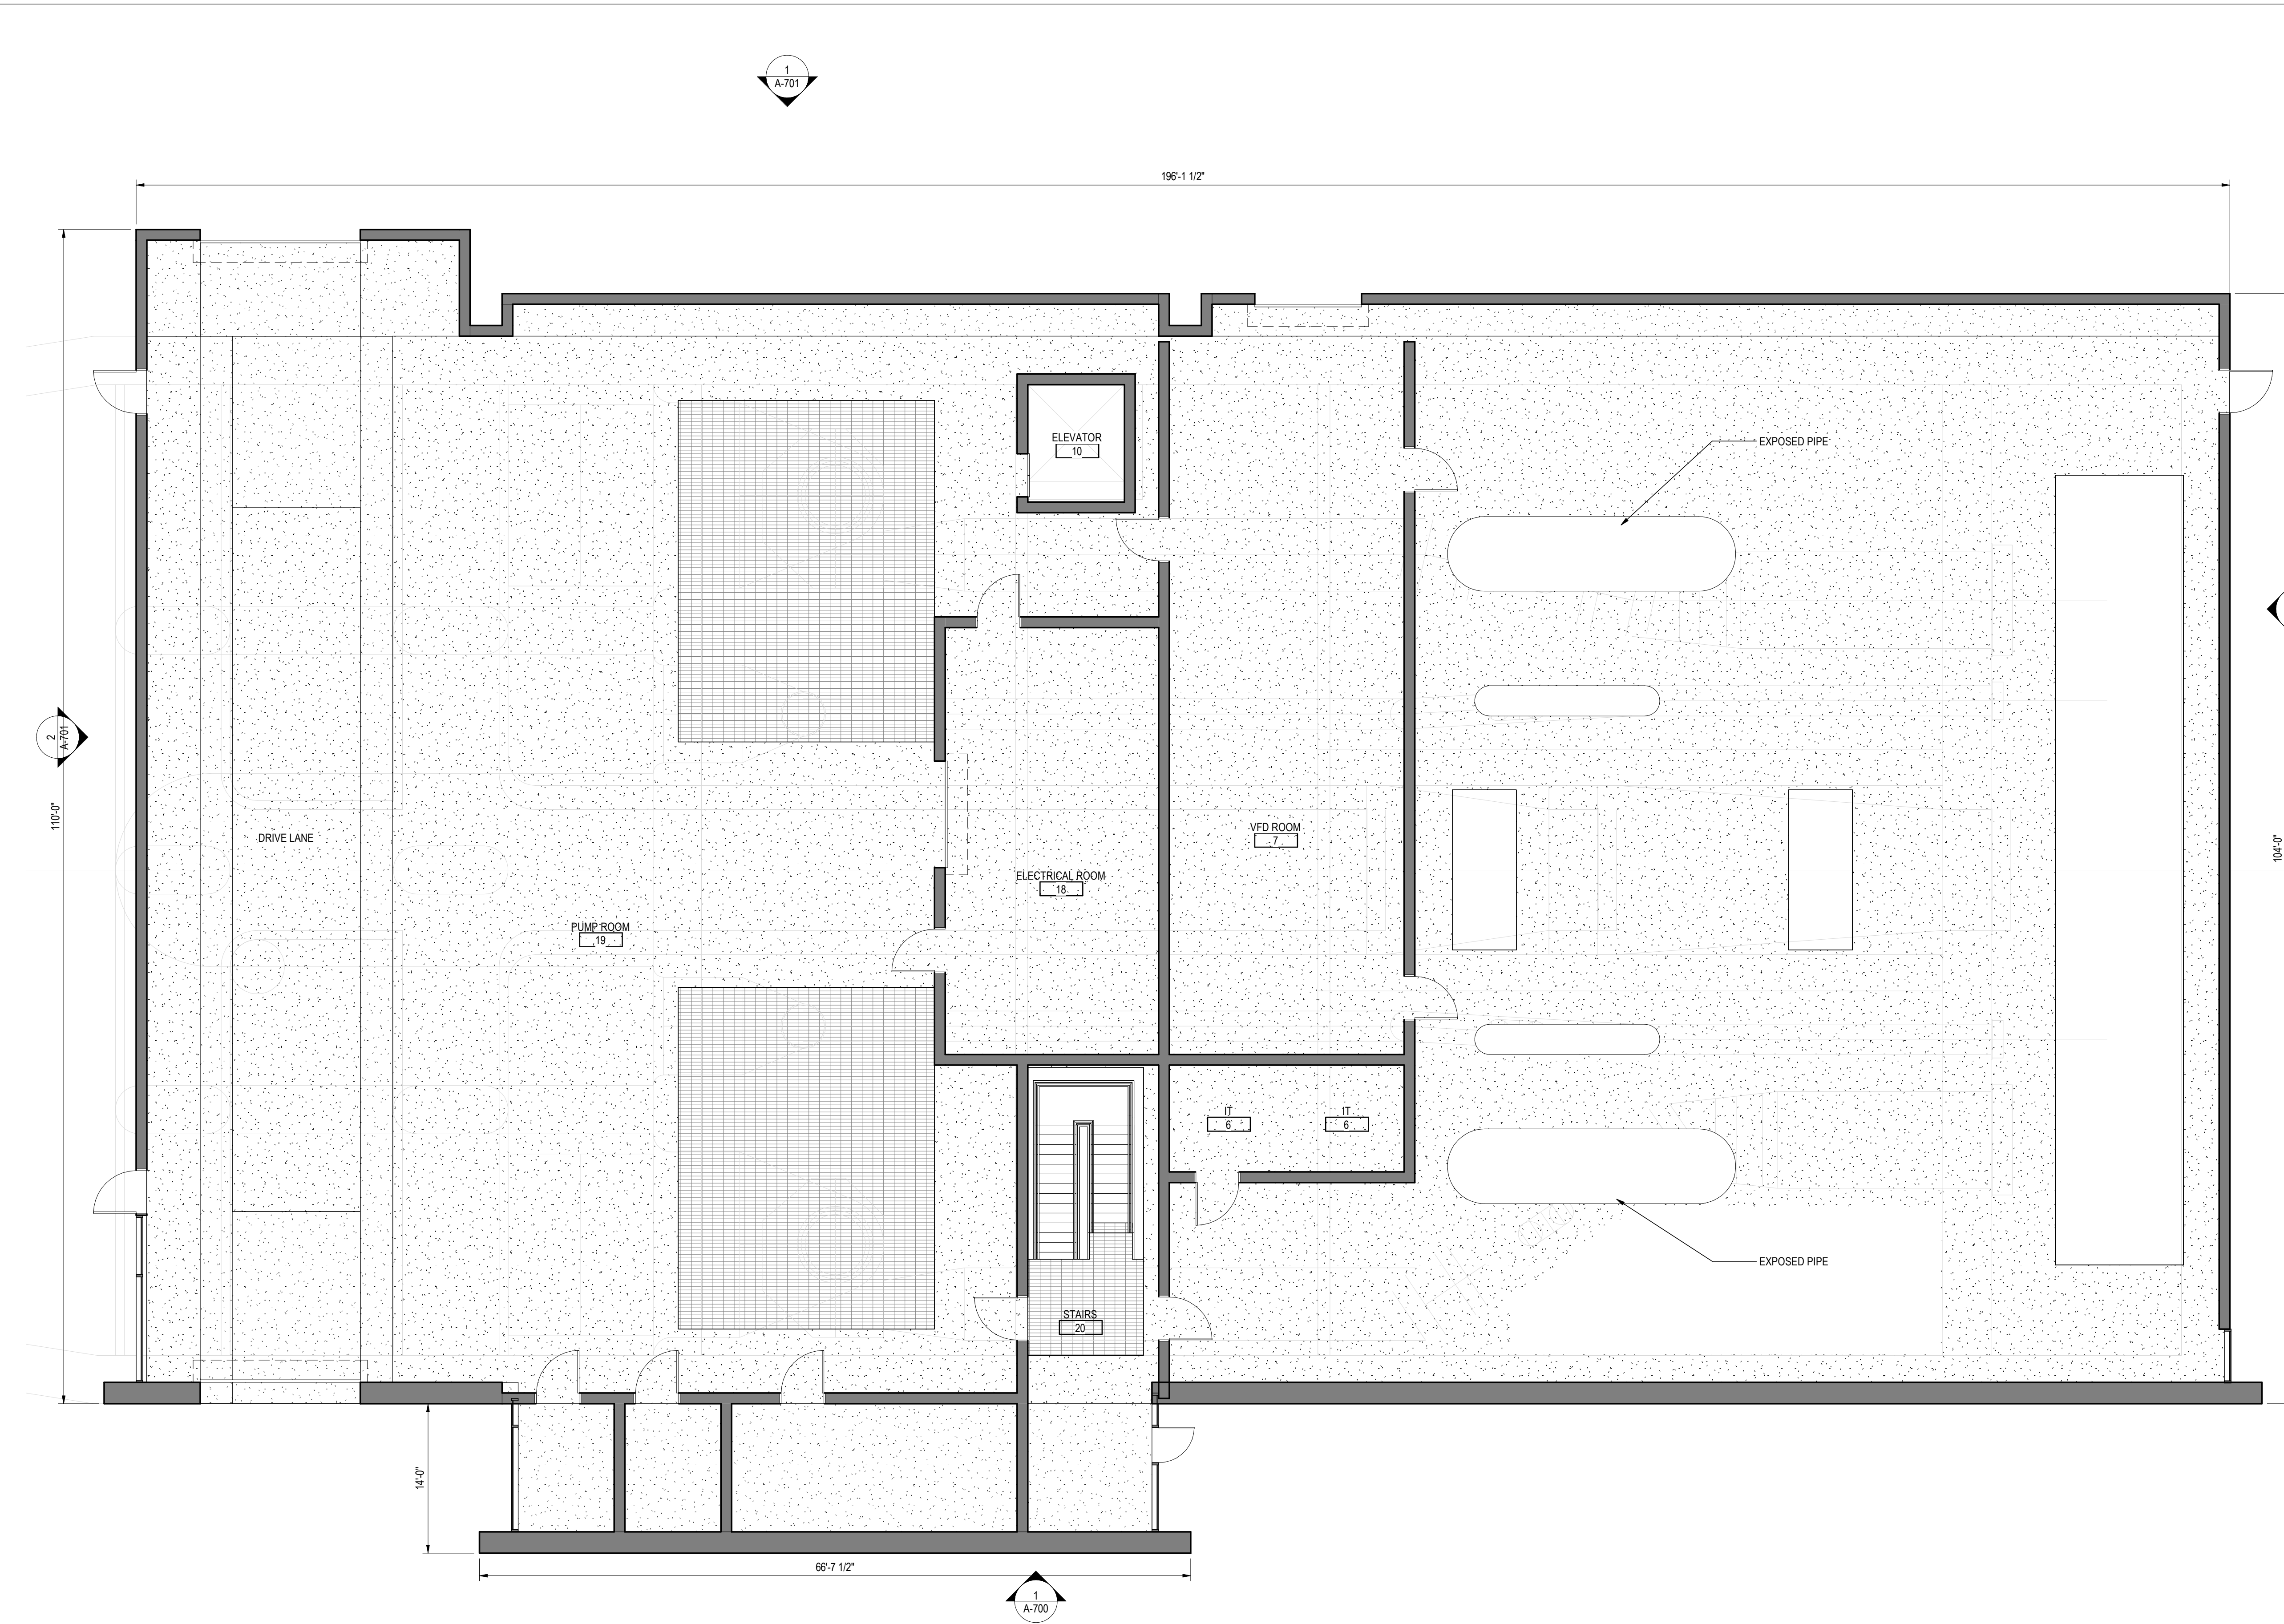 1
A-701
196'-1 1/2"
ELEVATOR
10
EXPOSED PIPE
2
A-701
110'-0"
DRIVE LANE
VFD ROOM
7
104'-0"
ELECTRICAL ROOM
18
PUMP ROOM
19
IT
6
IT
6
EXPOSED PIPE
STAIRS
20
14'-0"
66'-7 1/2"
1
A-700